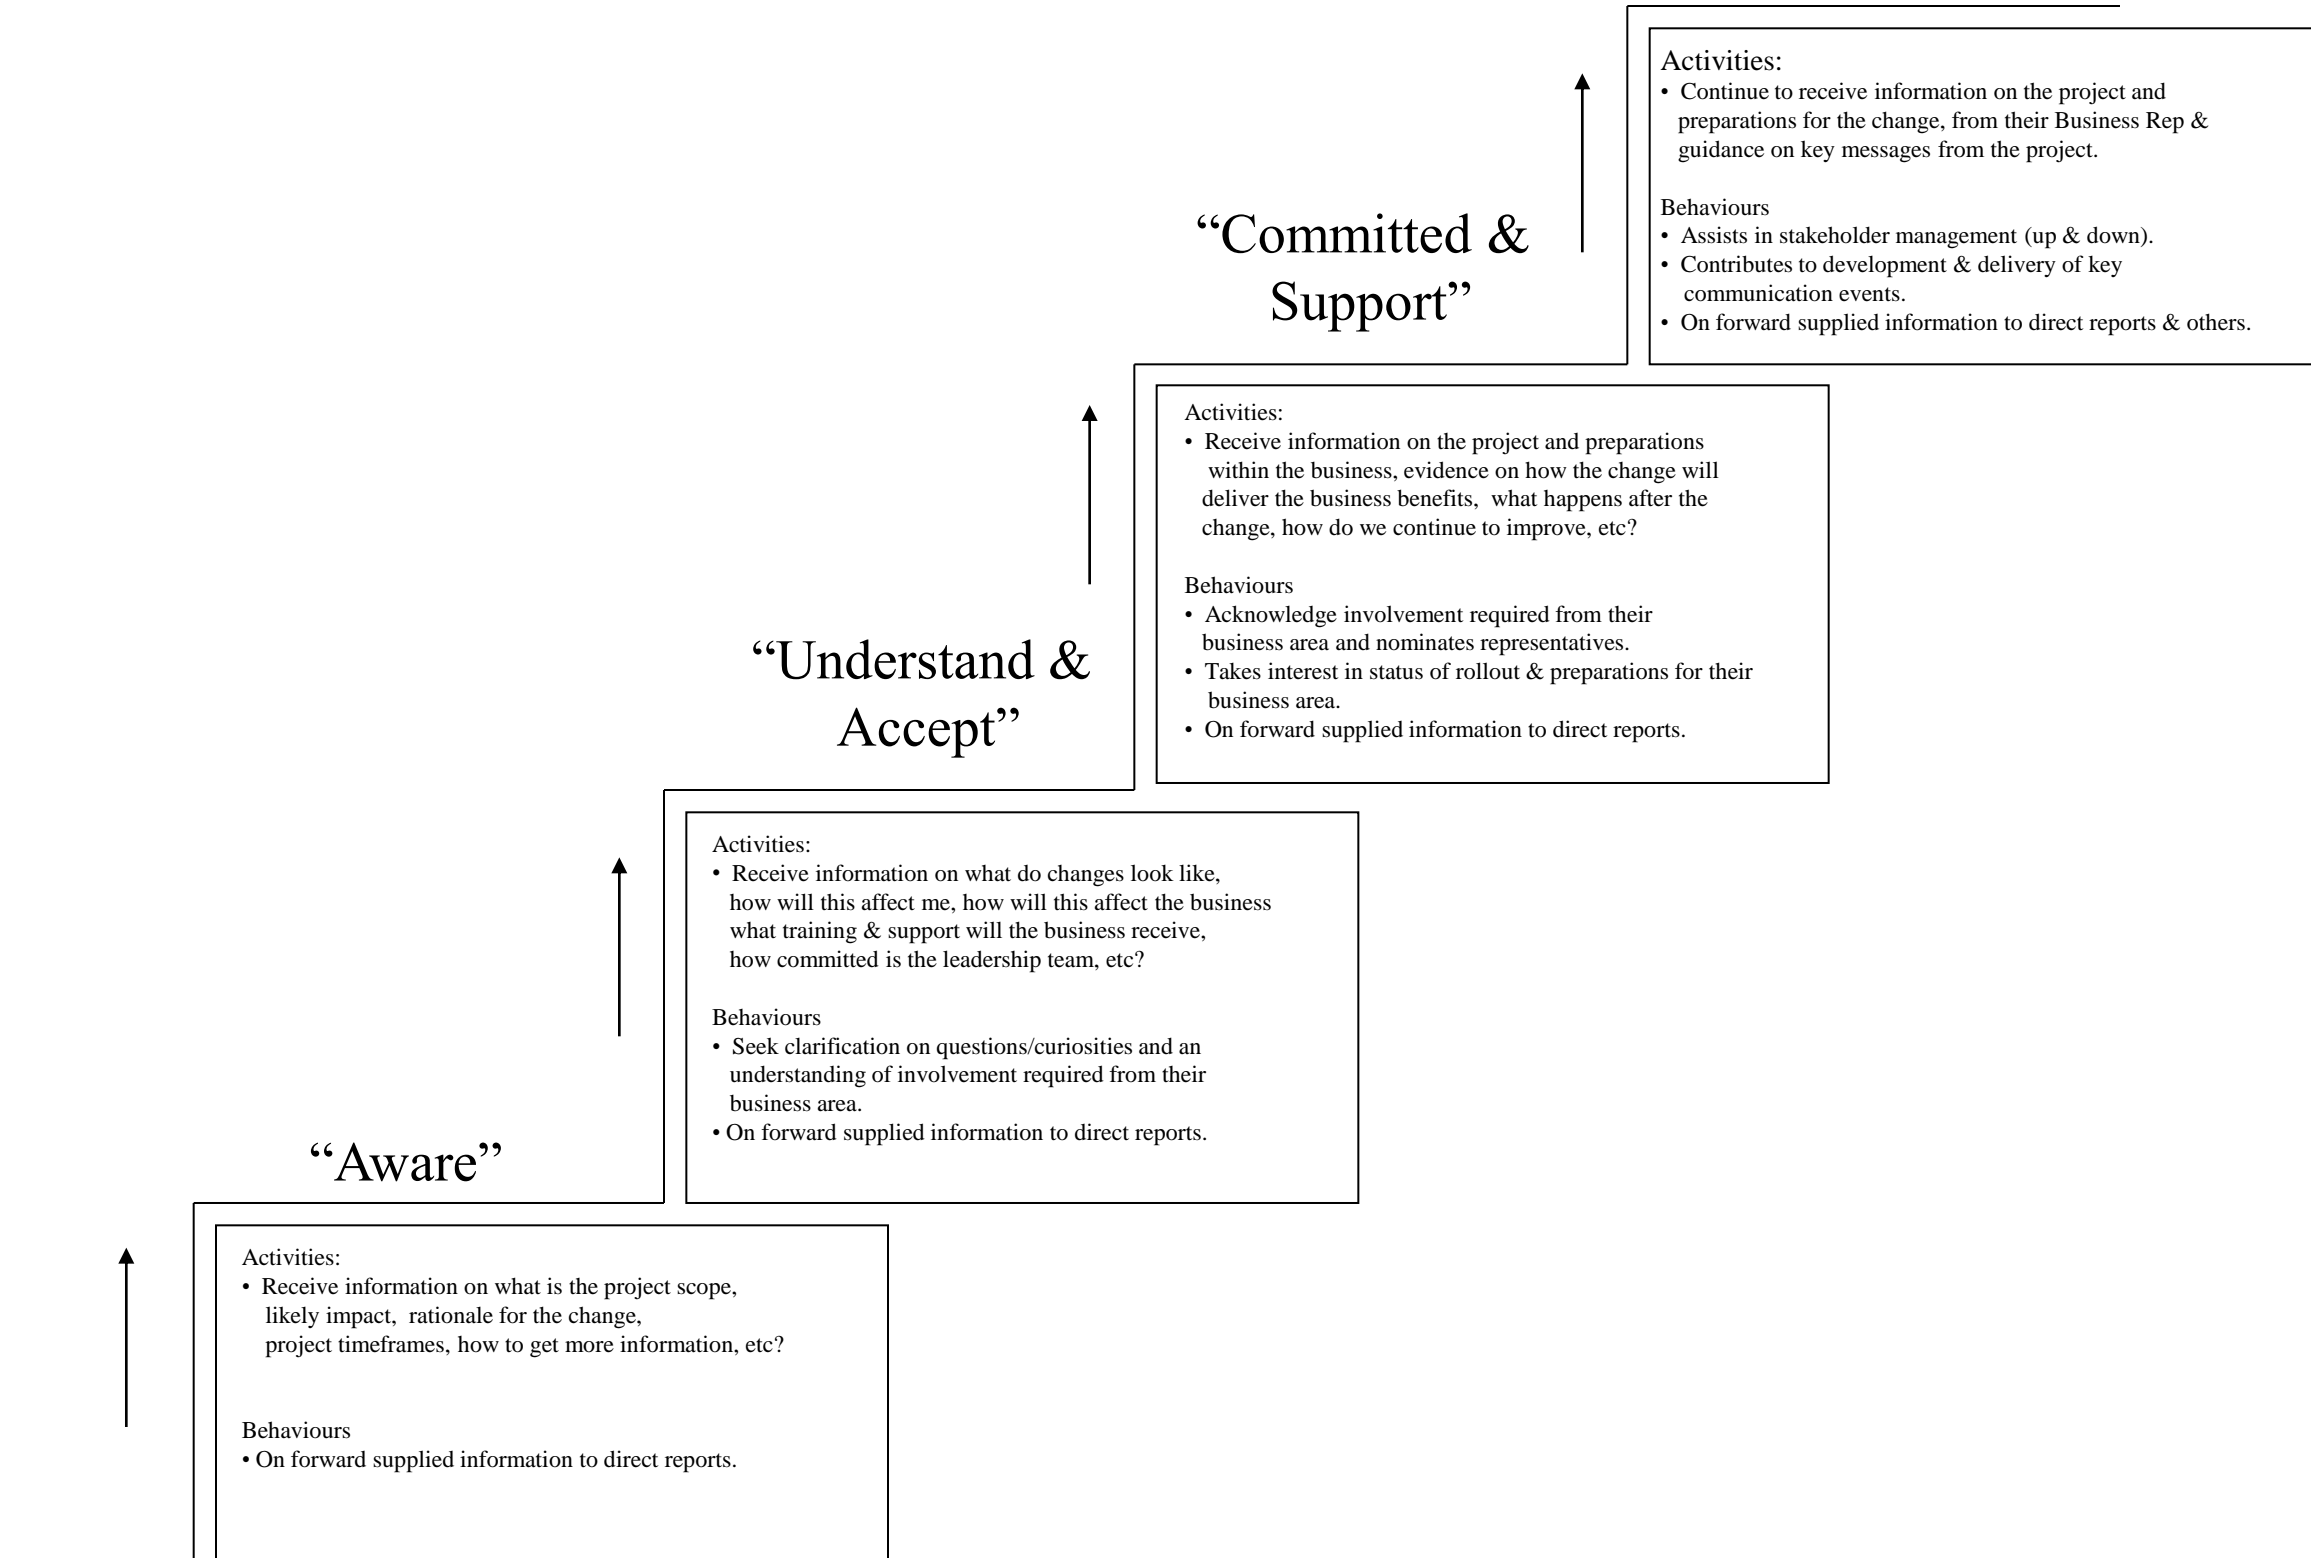 Activities:
• Continue to receive information on the project and
preparations for the change, from their Business Rep &
guidance on key messages from the project.
Behaviours
• Assists in stakeholder management (up & down).
• Contributes to development & delivery of key
communication events.
• On forward supplied information to direct reports & others.
“Committed &
Support”
Activities:
• Receive information on the project and preparations
within the business, evidence on how the change will
deliver the business benefits, what happens after the
change, how do we continue to improve, etc?
Behaviours
• Acknowledge involvement required from their
business area and nominates representatives.
• Takes interest in status of rollout & preparations for their
business area.
• On forward supplied information to direct reports.
“Understand &
Accept”
Activities:
• Receive information on what do changes look like,
how will this affect me, how will this affect the business
what training & support will the business receive,
how committed is the leadership team, etc?
Behaviours
• Seek clarification on questions/curiosities and an
understanding of involvement required from their
business area.
• On forward supplied information to direct reports.
“Aware”
Activities:
• Receive information on what is the project scope,
likely impact, rationale for the change,
project timeframes, how to get more information, etc?
Behaviours
• On forward supplied information to direct reports.